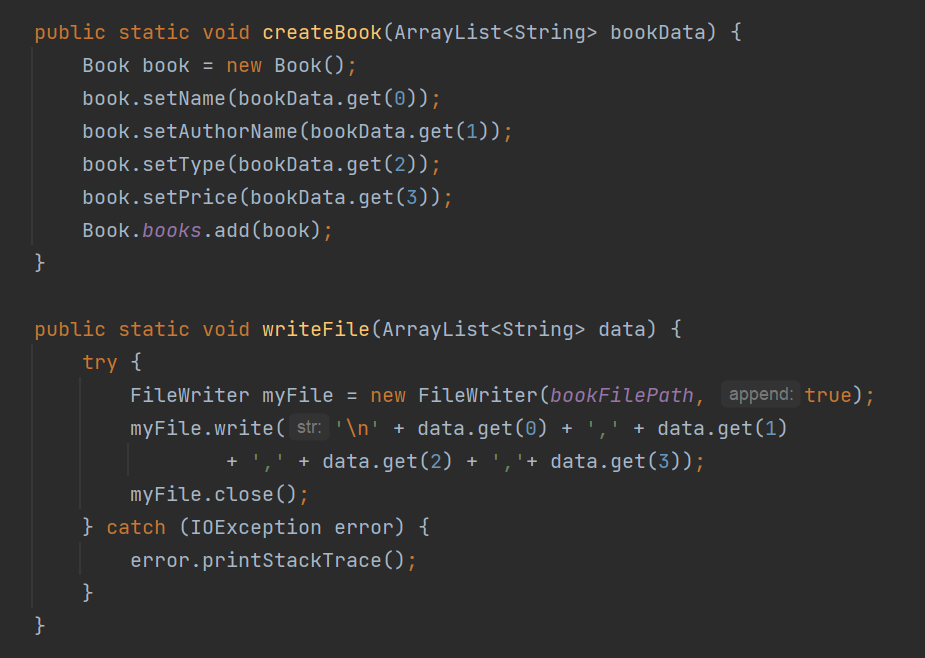 public static void createBook(ArrayList<String> bookData) {
    Book book = new Book();
    book.setName(bookData.get(0));
    book.setAuthorName(bookData.get(1));
    book.setType(bookData.get(2));
    book.setPrice(bookData.get(3));
    Book.books.add(book);
}

public static void writeFile(ArrayList<String> data) {
    try {
        FileWriter myFile = new FileWriter(bookFilePath, append: true);
        myFile.write( str: '\n' + data.get(0) + ',' + data.get(1)
                + ',' + data.get(2) + ','+ data.get(3));
        myFile.close();
    } catch (IOException error) {
        error.printStackTrace();
    }
}